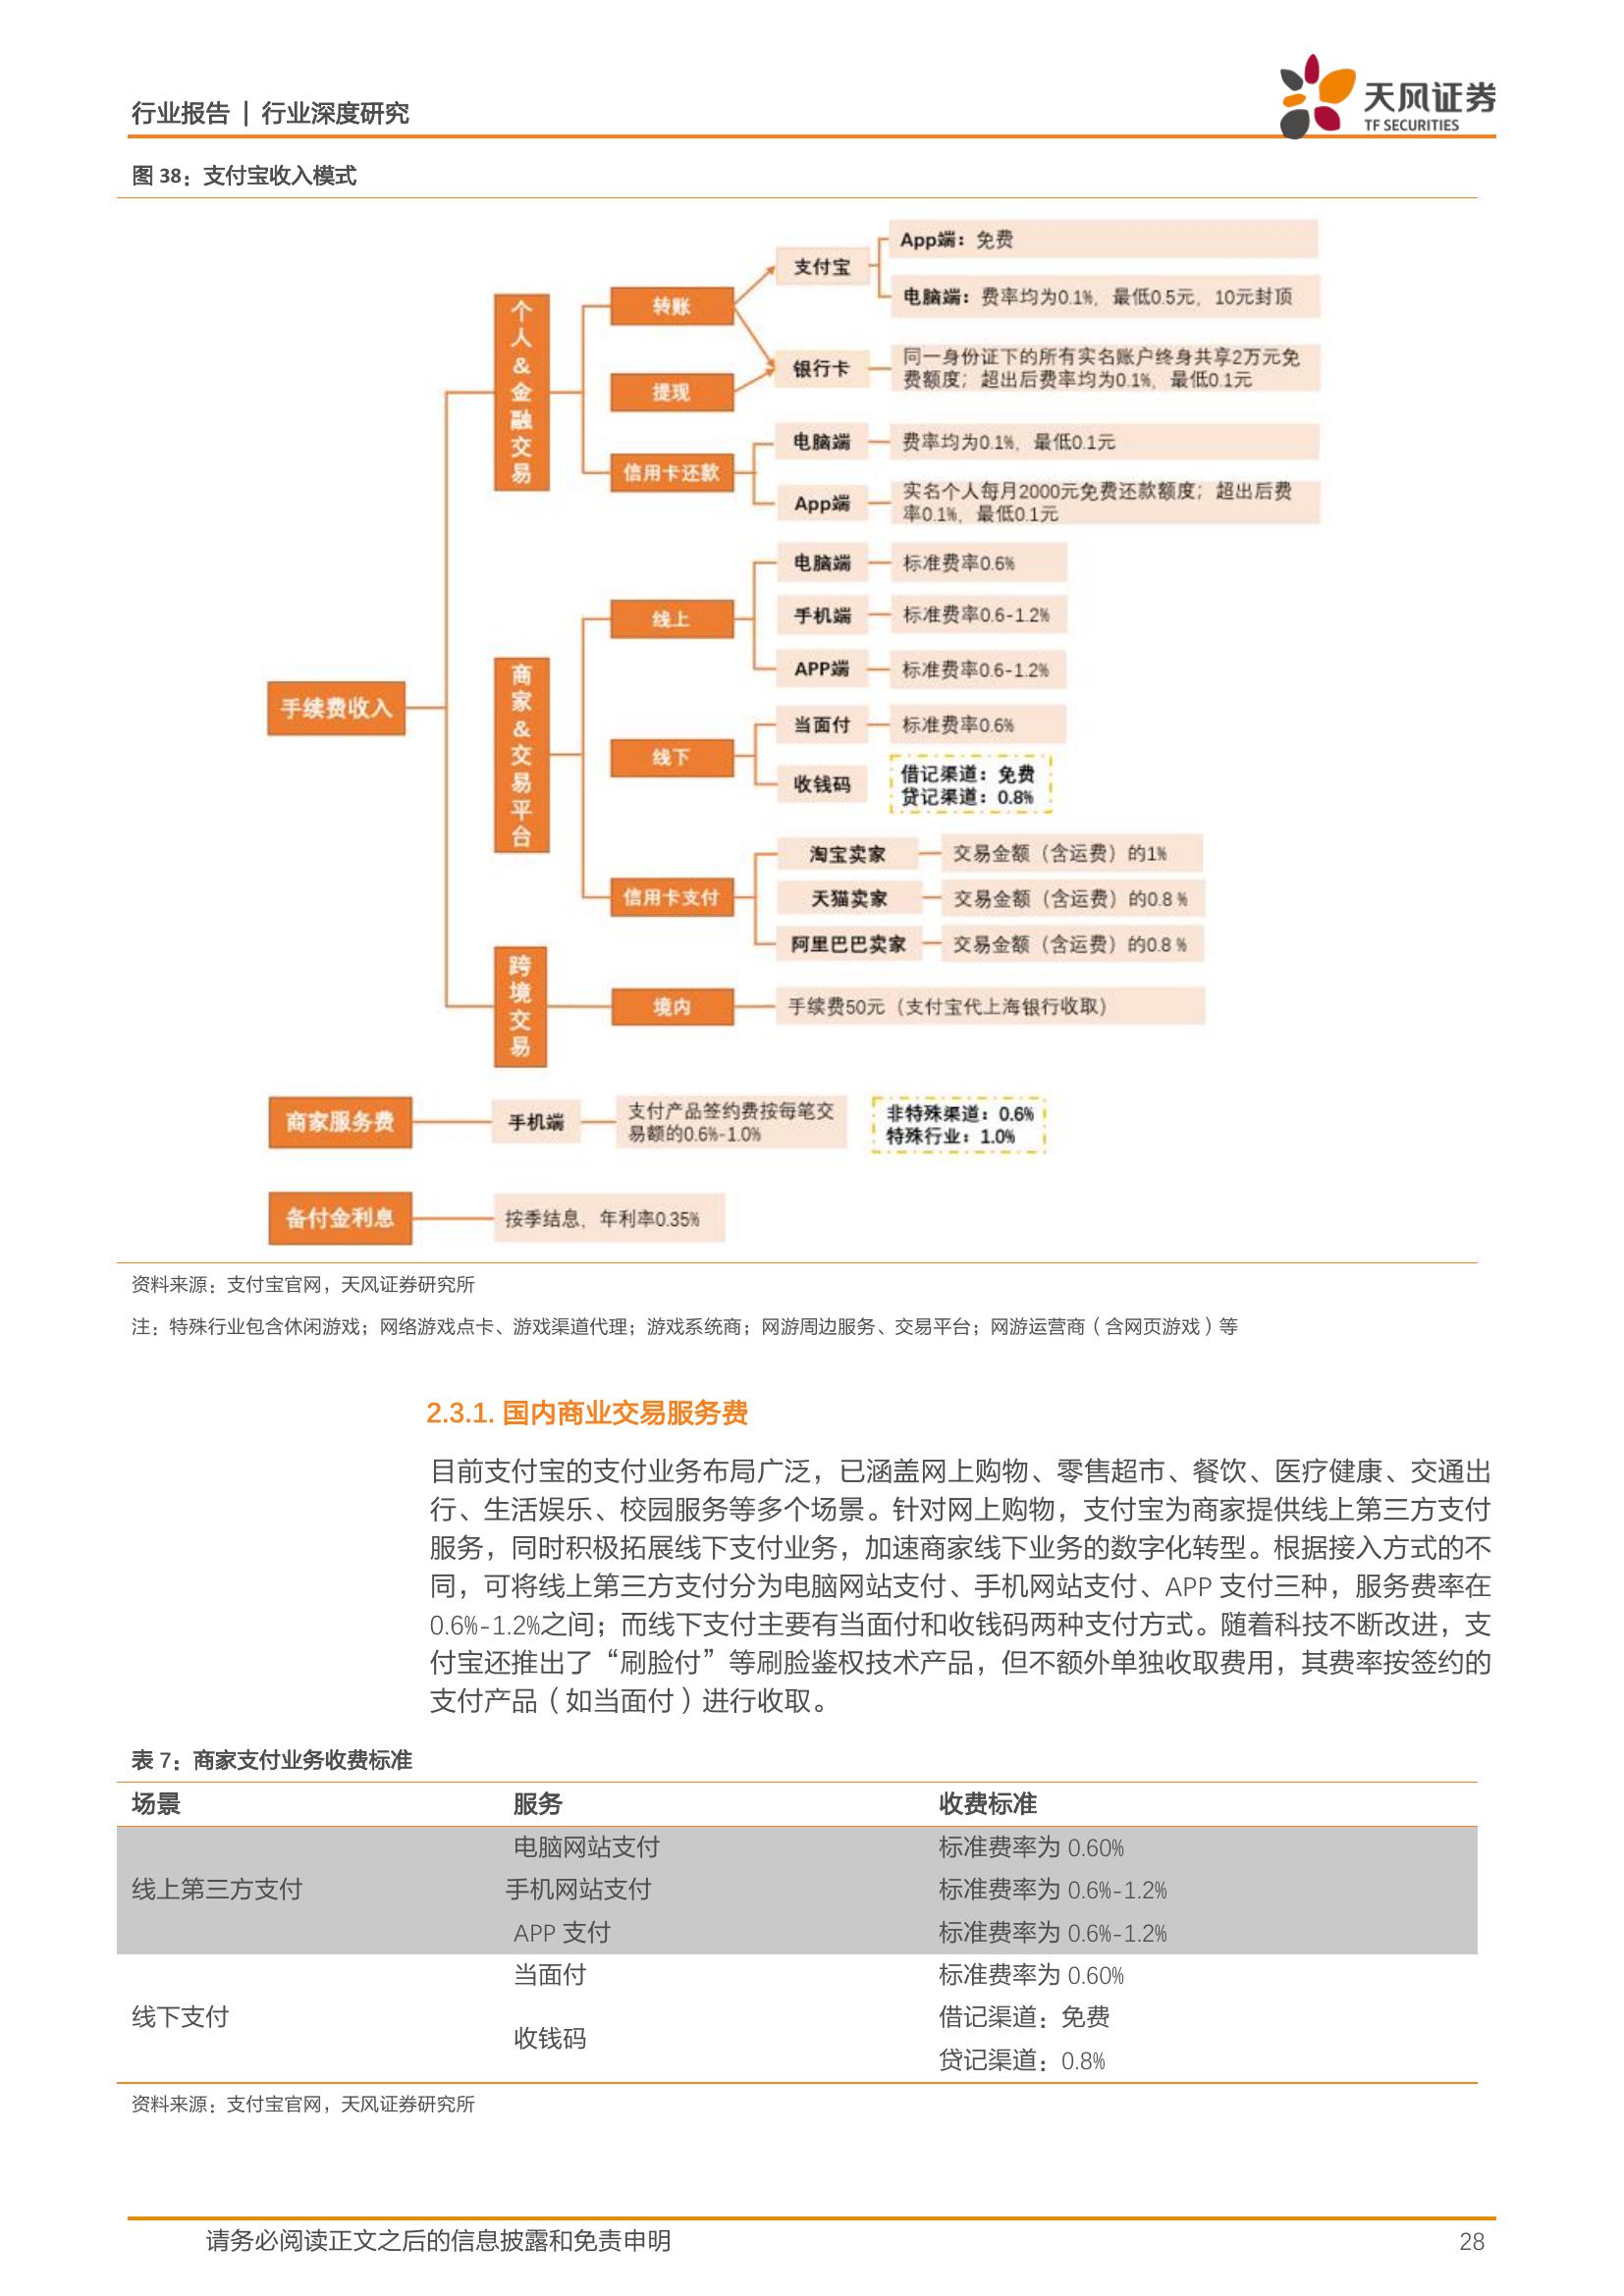 行业报告 | 行业深度研究
天风证券
TF SECURITIES
图 38：支付宝收入模式
手续费收入
个人&金融交易
转账
支付宝
App端：免费
电脑端：费率均为0.1%，最低0.5元，10元封顶
提现
银行卡
同一身份证下的所有实名账户终身共享2万元免
费额度；超出后费率均为0.1%，最低0.1元
信用卡还款
电脑端
费率均为0.1%，最低0.1元
App端
实名个人每月2000元免费还款额度；超出后费
率0.1%，最低0.1元
商家&交易平台
线上
电脑端
标准费率0.6%
手机端
标准费率0.6-1.2%
APP端
标准费率0.6-1.2%
线下
当面付
标准费率0.6%
收钱码
借记渠道：免费
贷记渠道：0.8%
信用卡支付
淘宝卖家
交易金额（含运费）的1%
天猫卖家
交易金额（含运费）的0.8 %
阿里巴巴卖家
交易金额（含运费）的0.8 %
跨境交易
境内
手续费50元（支付宝代上海银行收取）
商家服务费
手机端
支付产品签约费按每笔交
易额的0.6%-1.0%
非特殊渠道：0.6%
特殊行业：1.0%
备付金利息
按季结息，年利率0.35%
资料来源：支付宝官网，天风证券研究所
注：特殊行业包含休闲游戏；网络游戏点卡、游戏渠道代理；游戏系统商；网游周边服务、交易平台；网游运营商（含网页游戏）等
2.3.1. 国内商业交易服务费
目前支付宝的支付业务布局广泛，已涵盖网上购物、零售超市、餐饮、医疗健康、交通出
行、生活娱乐、校园服务等多个场景。针对网上购物，支付宝为商家提供线上第三方支付
服务，同时积极拓展线下支付业务，加速商家线下业务的数字化转型。根据接入方式的不
同，可将线上第三方支付分为电脑网站支付、手机网站支付、APP 支付三种，服务费率在
0.6%-1.2%之间；而线下支付主要有当面付和收钱码两种支付方式。随着科技不断改进，支
付宝还推出了“刷脸付”等刷脸鉴权技术产品，但不额外单独收取费用，其费率按签约的
支付产品（如当面付）进行收取。
表 7：商家支付业务收费标准
场景 服务 收费标准
电脑网站支付 标准费率为 0.60%
线上第三方支付 手机网站支付 标准费率为 0.6%-1.2%
APP 支付 标准费率为 0.6%-1.2%
当面付 标准费率为 0.60%
线下支付 借记渠道：免费
收钱码
贷记渠道：0.8%
资料来源：支付宝官网，天风证券研究所
请务必阅读正文之后的信息披露和免责申明 28